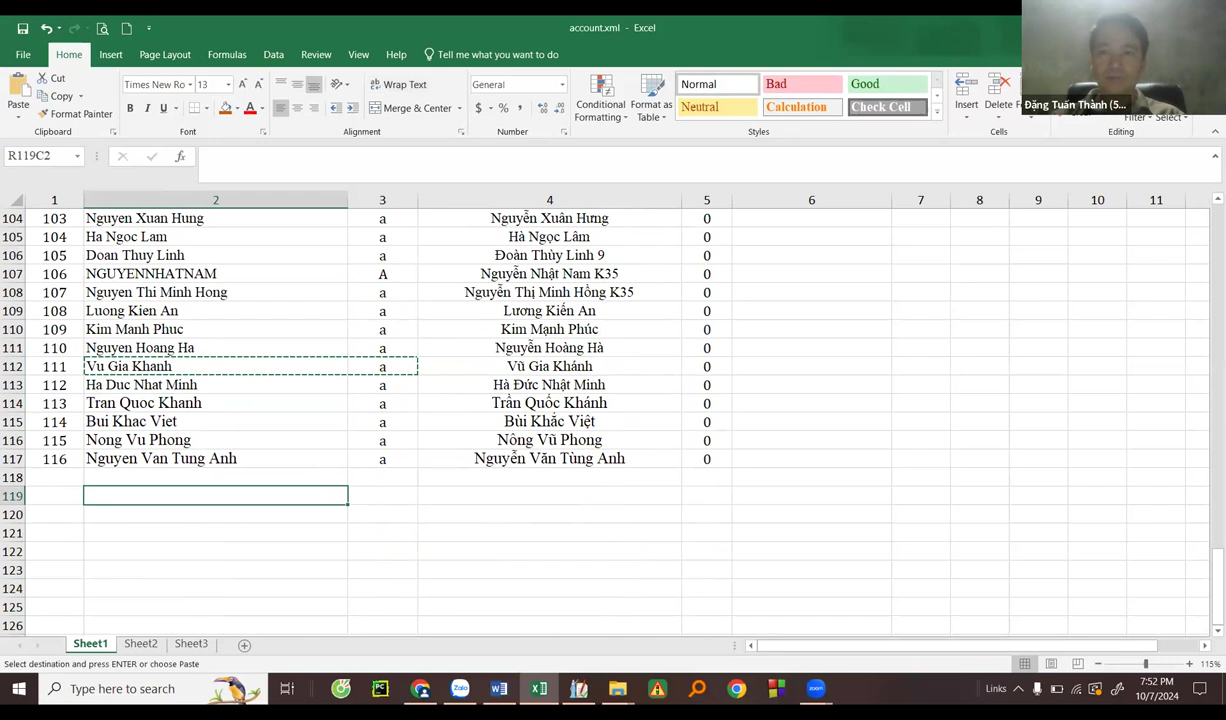 account.xml - Excel
File Home Insert Page Layout Formulas Data Review View Help Tell me what you want to do
Paste
Cut
Copy
Format Painter
Times New Ro 13
B I U
Wrap Text
Merge & Center
General
$ % ,
Conditional Formatting
Format as Table
Normal Bad Good
Neutral Calculation Check Cell
Insert Delete
Đặng Tuấn Thành (5...
Filter Select
Clipboard Font Alignment Number Styles Cells Editing
R119C2 fx
1 2 3 4 5 6 7 8 9 10 11
104 103 Nguyen Xuan Hung a Nguyễn Xuân Hưng 0
105 104 Ha Ngoc Lam a Hà Ngọc Lâm 0
106 105 Doan Thuy Linh a Đoàn Thùy Linh 9 0
107 106 NGUYENNHATNAM A Nguyễn Nhật Nam K35 0
108 107 Nguyen Thi Minh Hong a Nguyễn Thị Minh Hồng K35 0
109 108 Luong Kien An a Lương Kiến An 0
110 109 Kim Manh Phuc a Kim Mạnh Phúc 0
111 110 Nguyen Hoang Ha a Nguyễn Hoàng Hà 0
112 111 Vu Gia Khanh a Vũ Gia Khánh 0
113 112 Ha Duc Nhat Minh a Hà Đức Nhật Minh 0
114 113 Tran Quoc Khanh a Trần Quốc Khánh 0
115 114 Bui Khac Viet a Bùi Khắc Việt 0
116 115 Nong Vu Phong a Nông Vũ Phong 0
117 116 Nguyen Van Tung Anh a Nguyễn Văn Tùng Anh 0
118
119
120
121
122
123
124
125
126
Sheet1 Sheet2 Sheet3
Select destination and press ENTER or choose Paste
115%
Type here to search
Links
7:52 PM
10/7/2024